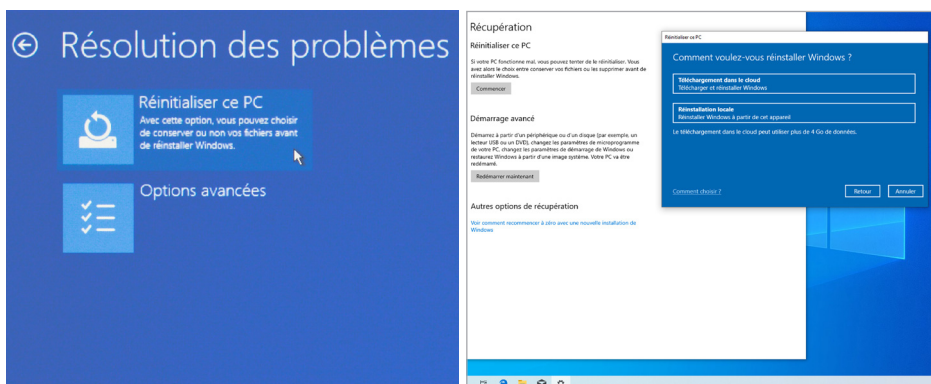 Résolution des problèmes
Réinitialiser ce PC
Avec cette option, vous pouvez choisir
de conserver ou non vos fichiers avant
de réinstaller Windows.
Options avancées
Récupération
Réinitialiser ce PC
Si votre PC fonctionne mal, vous pouvez tenter de le réinitialiser. Vous
avez alors le choix entre conserver vos fichiers ou les supprimer avant de
réinstaller Windows.
Commencer
Démarrage avancé
Démarrez à partir d'un périphérique ou d'un disque (par exemple, un
lecteur USB ou un DVD), changez les paramètres de microprogramme
de votre PC, changez les paramètres de démarrage de Windows ou
restaurez Windows à partir d'une image système. Votre PC va être
redémarré.
Redémarrer maintenant
Autres options de récupération
Voir comment recommencer à zéro avec une nouvelle installation de
Windows
Réinitialiser ce PC
Comment voulez-vous réinstaller Windows ?
Téléchargement dans le cloud
Télécharger et réinstaller Windows
Réinstallation locale
Réinstaller Windows à partir de cet appareil
Le téléchargement dans le cloud peut utiliser plus de 4 Go de données.
Comment choisir ?
Retour
Annuler